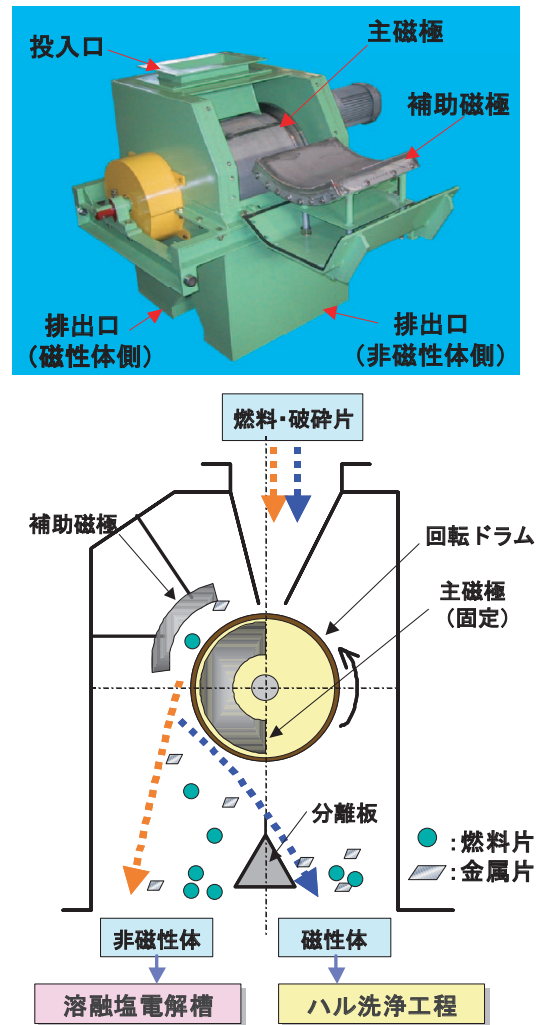 投入口
主磁極
補助磁極
排出口
（磁性体側）
排出口
（非磁性体側）
燃料・破砕片
補助磁極
回転ドラム
主磁極
（固定）
分離板
：燃料片
：金属片
非磁性体
磁性体
溶融塩電解槽
ハル洗浄工程